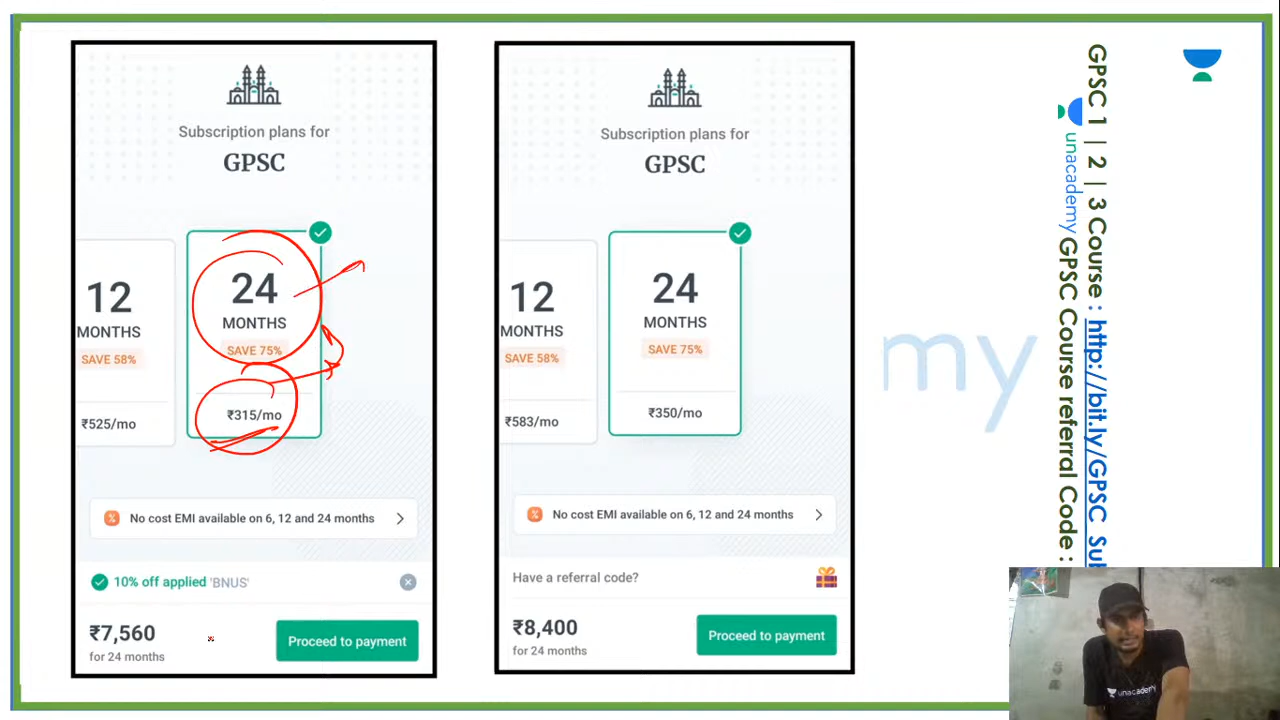 Subscription plans for
GPSC
12
MONTHS
SAVE 58%
₹525/mo
24
MONTHS
SAVE 75%
₹315/mo
No cost EMI available on 6, 12 and 24 months
10% off applied 'BNUS'
₹7,560
for 24 months
Proceed to payment
Subscription plans for
GPSC
12
MONTHS
SAVE 58%
₹583/mo
24
MONTHS
SAVE 75%
₹350/mo
No cost EMI available on 6, 12 and 24 months
Have a referral code?
₹8,400
for 24 months
Proceed to payment
my
GPSC 1 | 2 | 3 Course : http://bit.ly/GPSC Su
unacademy GPSC Course referral Code :
unacademy